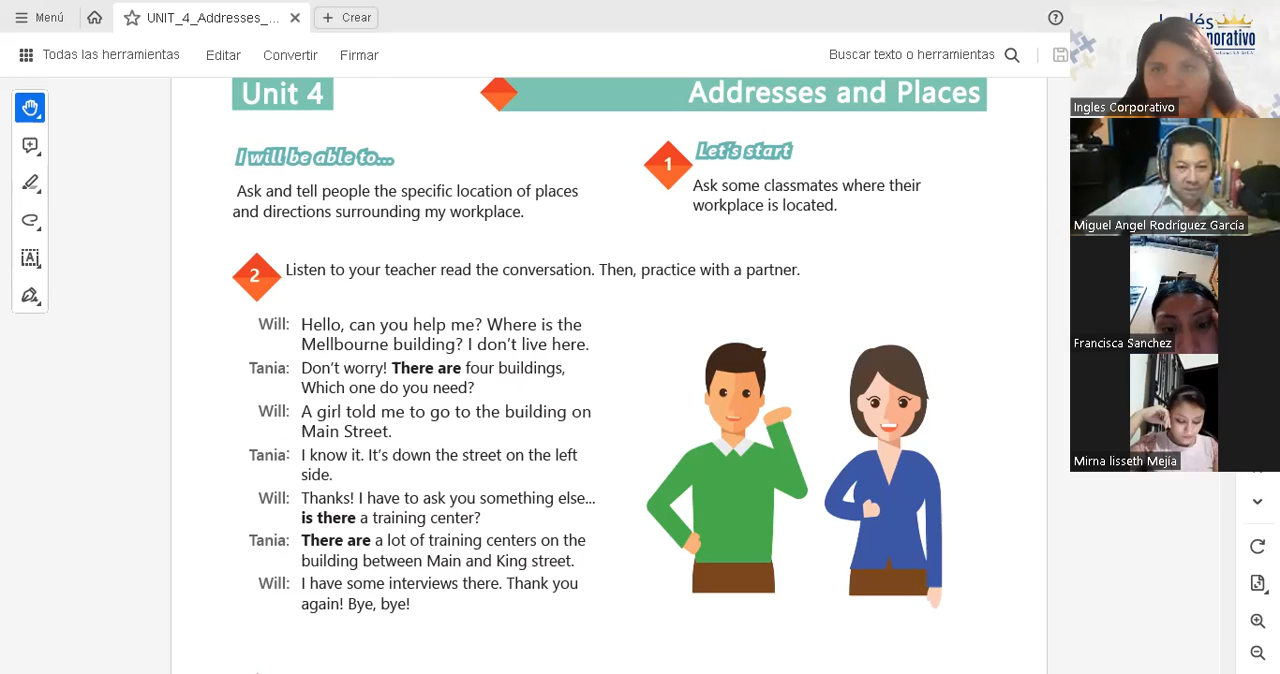 Menú
UNIT_4_Addresses_...
Crear
Todas las herramientas
Editar
Convertir
Firmar
Buscar texto o herramientas
Unit 4
Addresses and Places
I will be able to...
Ask and tell people the specific location of places
and directions surrounding my workplace.
1
Let's start
Ask some classmates where their
workplace is located.
2
Listen to your teacher read the conversation. Then, practice with a partner.
Will: Hello, can you help me? Where is the
Mellbourne building? I don't live here.
Tania: Don't worry! There are four buildings,
Which one do you need?
Will: A girl told me to go to the building on
Main Street.
Tania: I know it. It's down the street on the left
side.
Will: Thanks! I have to ask you something else...
is there a training center?
Tania: There are a lot of training centers on the
building between Main and King street.
Will: I have some interviews there. Thank you
again! Bye, bye!
Ingles Corporativo
Miguel Angel Rodríguez García
Francisca Sanchez
Mirna lisseth Mejía